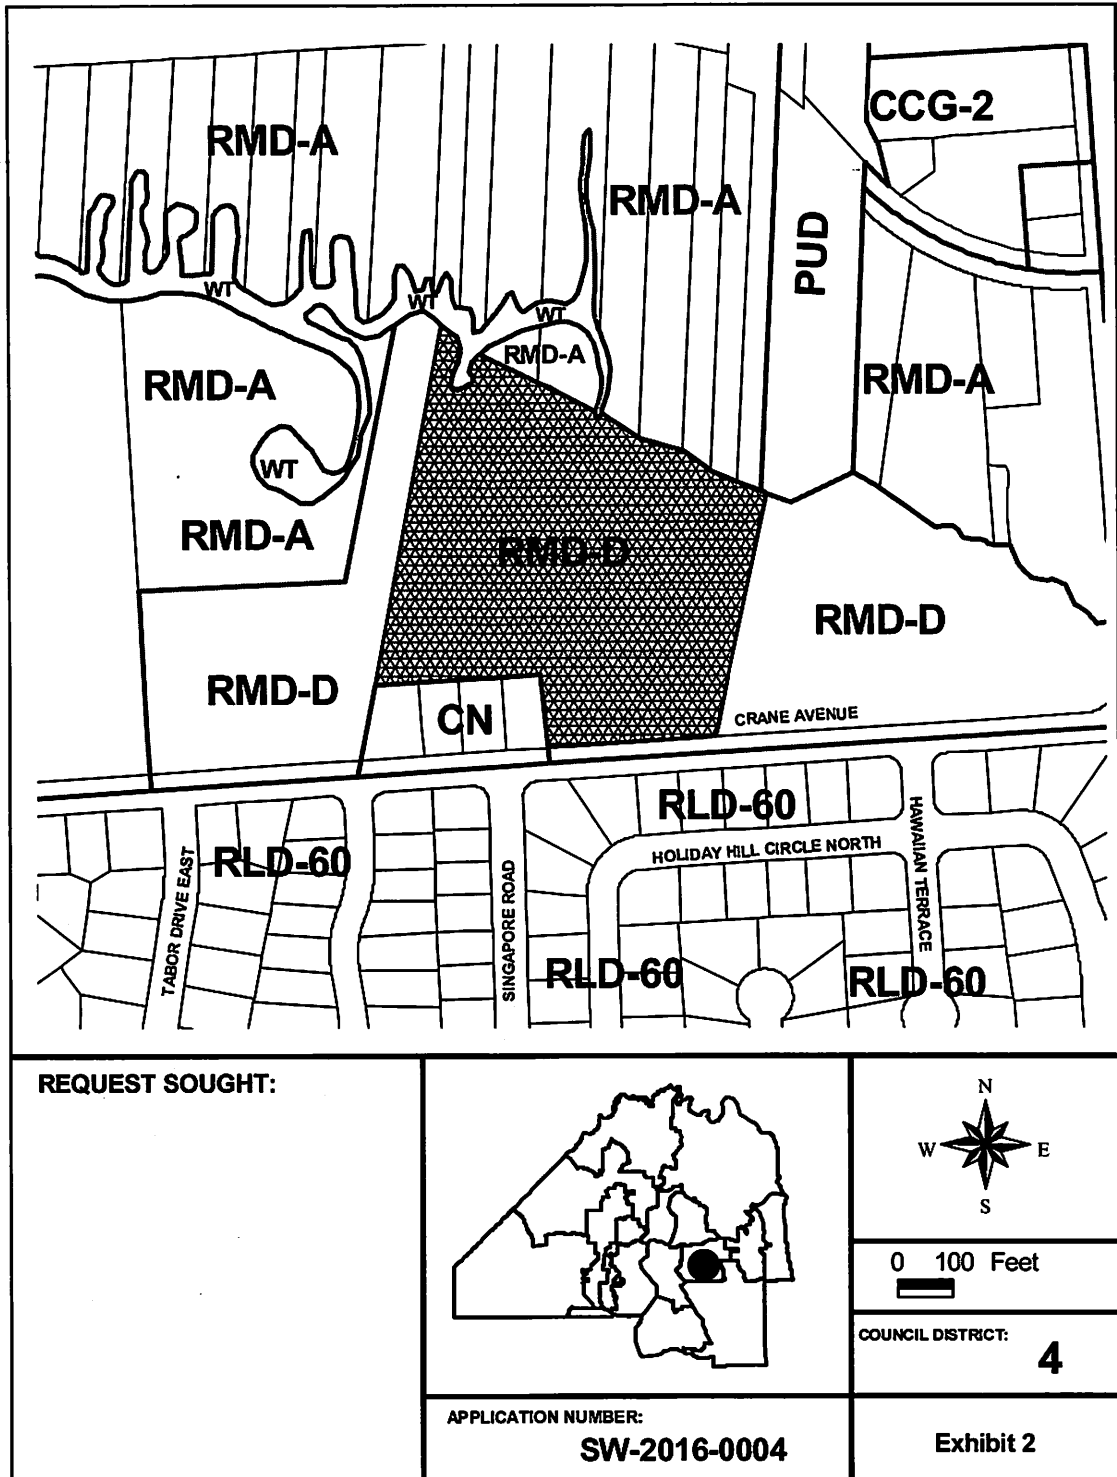 CCG-2
RMD-A
RMD-A
PUD
WT
WT
WT
RMD-A
RMD-A
RMD-A
WT
RMD-A
RMD-D
RMD-D
RMD-D
CN
CRANE AVENUE
RLD-60
HOLIDAY HILL CIRCLE NORTH
HAWAIIAN TERRACE
RLD-60
TABOR DRIVE EAST
SINGAPORE ROAD
RLD-60
RLD-60
REQUEST SOUGHT:
N
W
E
S
0 100 Feet
COUNCIL DISTRICT:
4
APPLICATION NUMBER:
SW-2016-0004
Exhibit 2